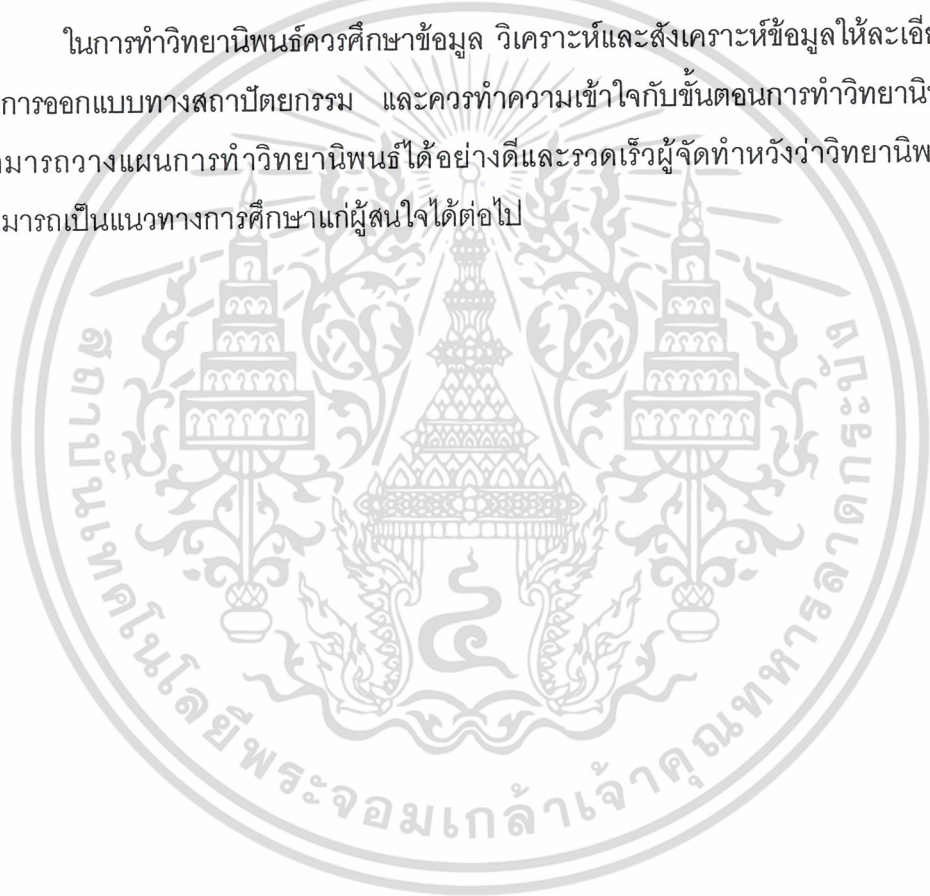 ในการทำวิทยานิพนธ์ควรศึกษาข้อมูล วิเคราะห์และสังเคราะห์ข้อมูลให้ละเอี
การออกแบบทางสถาปัตยกรรม และควรทำความเข้าใจกับขั้นตอนการทำวิทยานิ
มารถวางแผนการทำวิทยานิพนธ์ได้อย่างดีและรวดเร็วผู้จัดทำหวังว่าวิทยานิพ
มารถเป็นแนวทางการศึกษาแก่ผู้สนใจได้ต่อไป
สถาบันเทคโนโลยีพระจอมเกล้าเจ้าคุณทหารลาดกระบัง
๔